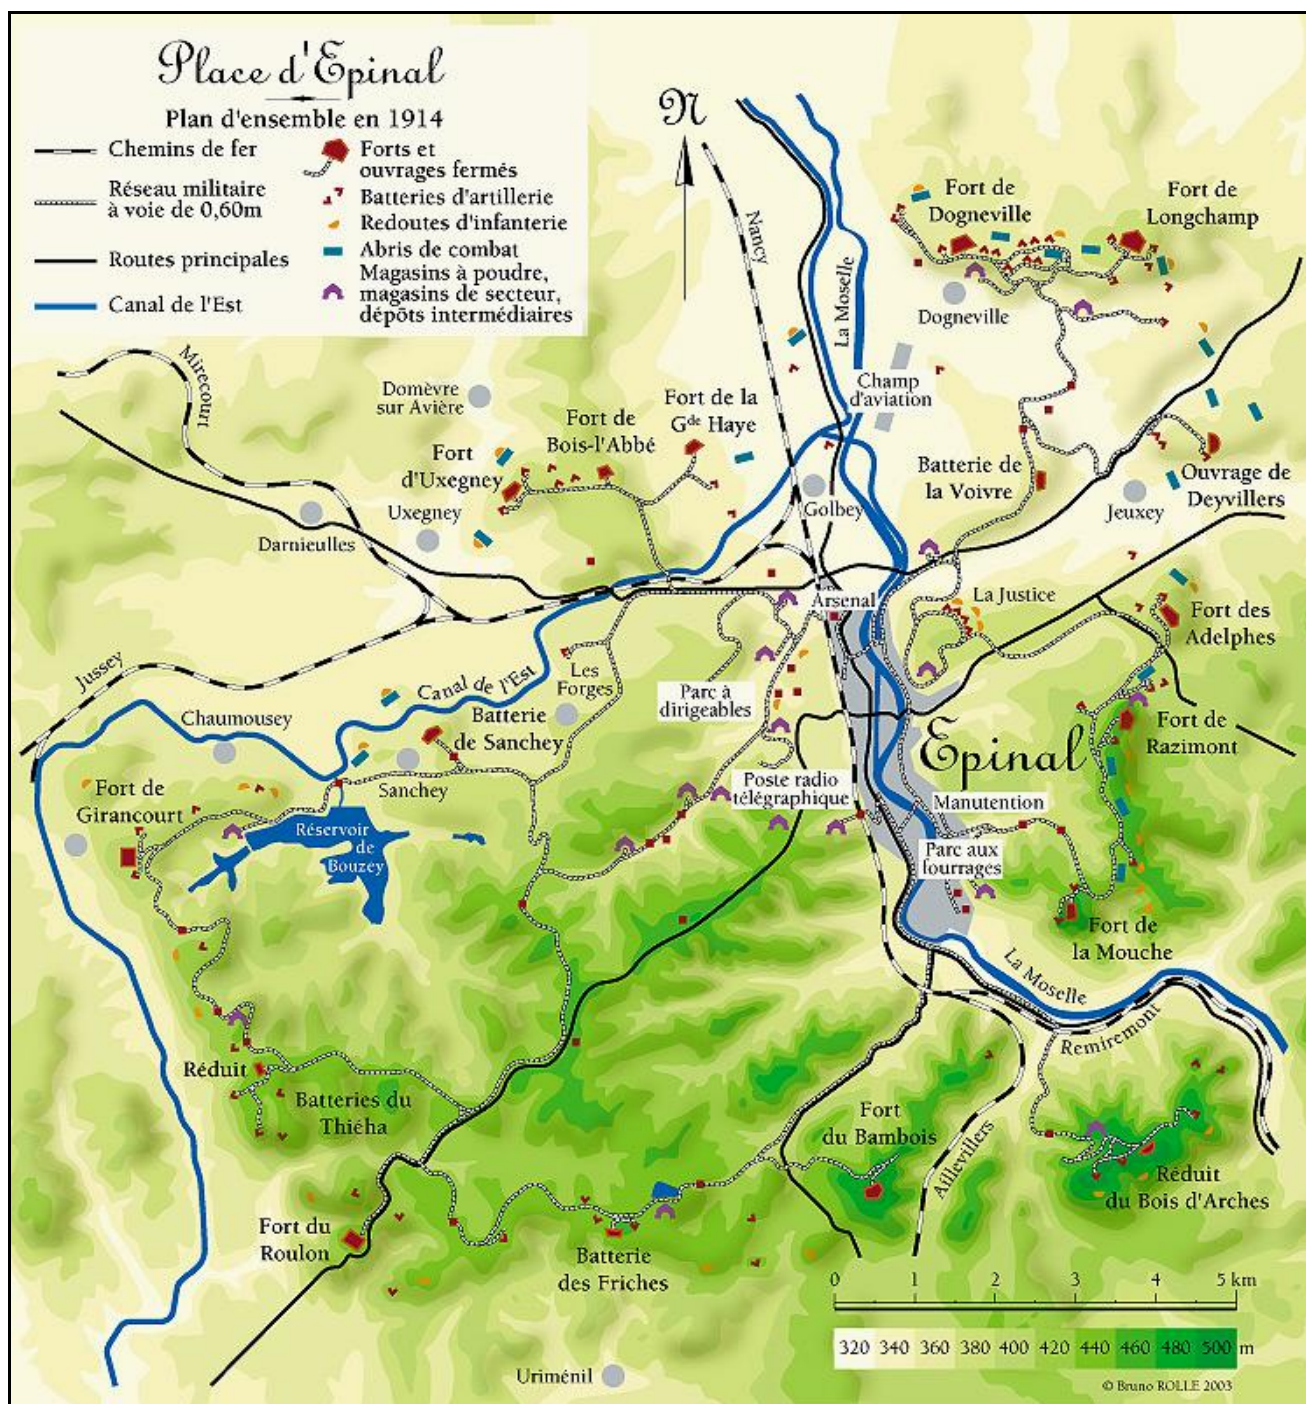 Place d'Epinal
Plan d'ensemble en 1914
Chemins de fer
Réseau militaire
à voie de 0,60m
Routes principales
Canal de l'Est
Forts et
ouvrages fermés
Batteries d'artillerie
Redoutes d'infanterie
Abris de combat
Magasins à poudre,
magasins de secteur,
dépôts intermédiaires
N
Nancy
La Moselle
Fort de
Dogneville
Fort de
Longchamp
Dogneville
Mirecourt
Domèvre
sur Avière
Fort de
Bois-l'Abbé
Fort de la
Gde Haye
Champ
d'aviation
Fort
d'Uxegney
Uxegney
Darnieulles
Golbey
Batterie de
la Voivre
Jeuxey
Ouvrage de
Deyvillers
Arsenal
La Justice
Fort des
Adelphes
Jussey
Canal de l'Est
Les
Forges
Parc à
dirigeables
Chaumousey
Batterie
de Sanchey
Sanchey
Epinal
Fort de
Razimont
Fort de
Girancourt
Réservoir
de
Bouzey
Poste radio
télégraphique
Manutention
Parc aux
fourrages
Fort de
la Mouche
La Moselle
Remiremont
Réduit
Batteries du
Thiéha
Fort
du Bambois
Aillevillers
Réduit
du Bois d'Arches
Fort du
Roulon
Batterie
des Friches
0 1 2 3 4 5 km
320 340 360 380 400 420 440 460 480 500 m
Uriménil
© Bruno ROLLE 2003